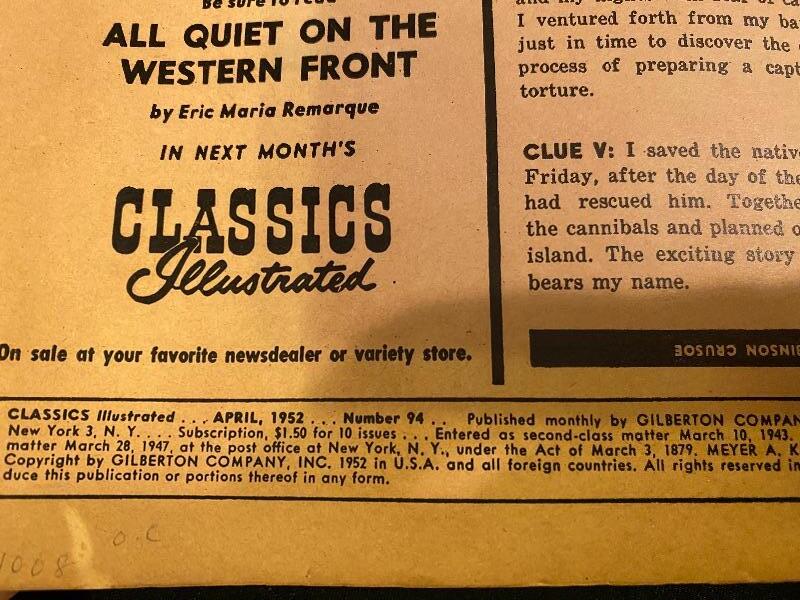 Be sure to read
ALL QUIET ON THE
WESTERN FRONT
by Eric Maria Remarque
IN NEXT MONTH'S
CLASSICS
Illustrated
On sale at your favorite newsdealer or variety store.
I ventured forth from my
just in time to discover the
process of preparing a
torture.
CLUE V: I saved the
Friday, after the day of the
had rescued him.
the cannibals and planned
island. The exciting story
bears my name.
CRUSOE
CLASSICS Illustrated . . . APRIL, 1952 . . . Number 94 . . Published monthly by GILBERTON
New York 3, N. Y. . . . Subscription, $1.50 for 10 issues . . . Entered as second-class matter March 10, 1943.
matter March 28, 1947, at the post office at New York, N. Y., under the Act of March 3, 1879. MEYER A.
Copyright by GILBERTON COMPANY, INC. 1952 in U.S.A. and all foreign countries. All rights reserved
duce this publication or portions thereof in any form.
O.C
1008